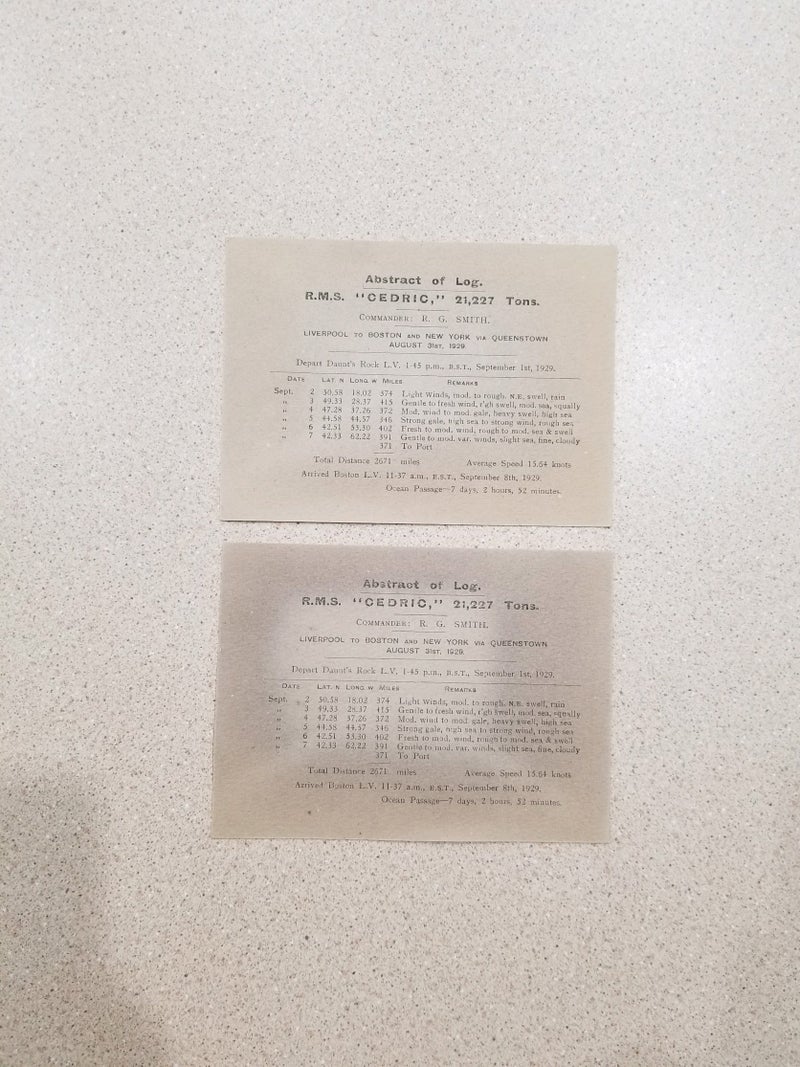 Abstract of Log.
R.M.S. "CEDRIC," 21,227 Tons.
COMMANDER: R. G. SMITH.
LIVERPOOL TO BOSTON AND NEW YORK VIA QUEENSTOWN
AUGUST 31ST, 1929.
Depart Daunt's Rock L.V. 1-45 p.m., B.S.T., September 1st, 1929.
DATE LAT N LONG W MILES REMARKS
Sept. 2 50.58 18.02 374 Light Winds, mod. to rough. N.E. swell, rain
„ 3 49.33 28.37 415 Gentle to fresh wind, r'gh swell, mod. sea, squally
„ 4 47.28 37.26 372 Mod. wind to mod. gale, heavy swell, high sea
„ 5 44.58 44.57 346 Strong gale, high sea to strong wind, rough sea
„ 6 42.51 53.30 402 Fresh to mod. wind, rough to mod. sea & swell
„ 7 42.33 62.22 391 Gentle to mod. var. winds, slight sea, fine, cloudy
371 To Port
Total Distance 2671 miles Average Speed 15.64 knots
Arrived Boston L.V. 11-37 a.m., E.S.T., September 8th, 1929.
Ocean Passage—7 days, 2 hours, 52 minutes.
Abstract of Log.
R.M.S. "CEDRIC," 21,227 Tons.
COMMANDER: R. G. SMITH.
LIVERPOOL TO BOSTON AND NEW YORK VIA QUEENSTOWN
AUGUST 31ST, 1929.
Depart Daunt's Rock L.V. 1-45 p.m., B.S.T., September 1st, 1929.
DATE LAT. N LONG W MILES REMARKS
Sept. 2 50.58 18.02 374 Light Winds, mod. to rough. N.E. swell, rain
„ 3 49.33 28.37 415 Gentle to fresh wind, r'gh swell, mod. sea, squally
„ 4 47.28 37.26 372 Mod. wind to mod. gale, heavy swell, high sea
„ 5 44.58 44.57 346 Strong gale, high sea to strong wind, rough sea
„ 6 42.51 53.30 402 Fresh to mod. wind, rough to mod. sea & swell
„ 7 42.33 62.22 391 Gentle to mod. var. winds, slight sea, fine, cloudy
371 To Port
Total Distance 2671 miles Average Speed 15.64 knots
Arrived Boston L.V. 11-37 a.m., E.S.T., September 8th, 1929.
Ocean Passage—7 days, 2 hours, 52 minutes.